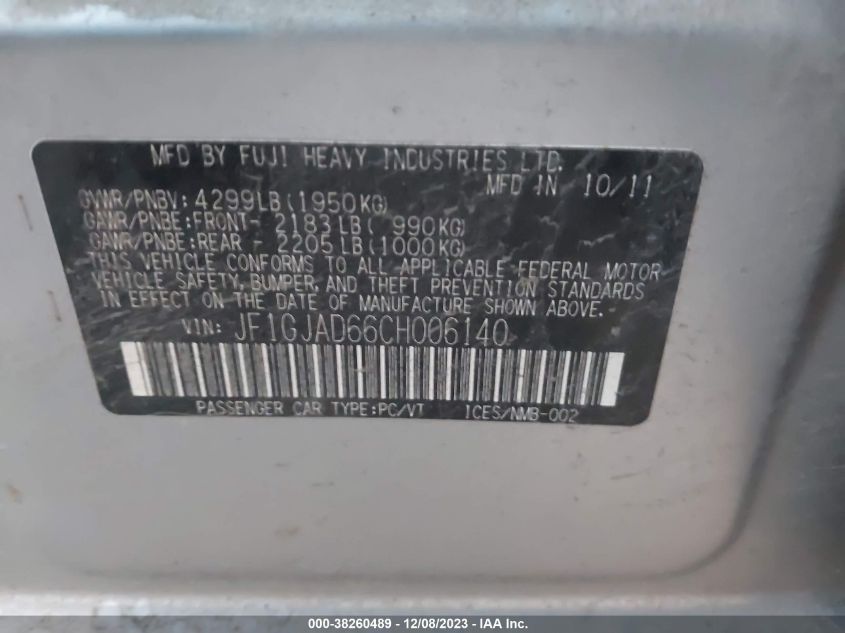 MFD BY FUJI HEAVY INDUSTRIES LTD.
MFD IN 10/11
GVWR/PNBV: 4299LB(1950KG)
GAWR/PNBE:FRONT- 2183LB( 990KG)
GAWR/PNBE:REAR - 2205LB(1000KG)
THIS VEHICLE CONFORMS TO ALL APPLICABLE FEDERAL MOTOR
VEHICLE SAFETY, BUMPER, AND THEFT PREVENTION STANDARDS
IN EFFECT ON THE DATE OF MANUFACTURE SHOWN ABOVE.
VIN: JF1GJAD66CH006140
PASSENGER CAR TYPE:PC/VT ICES/NMB-002
000-38260489 - 12/08/2023 - IAA Inc.